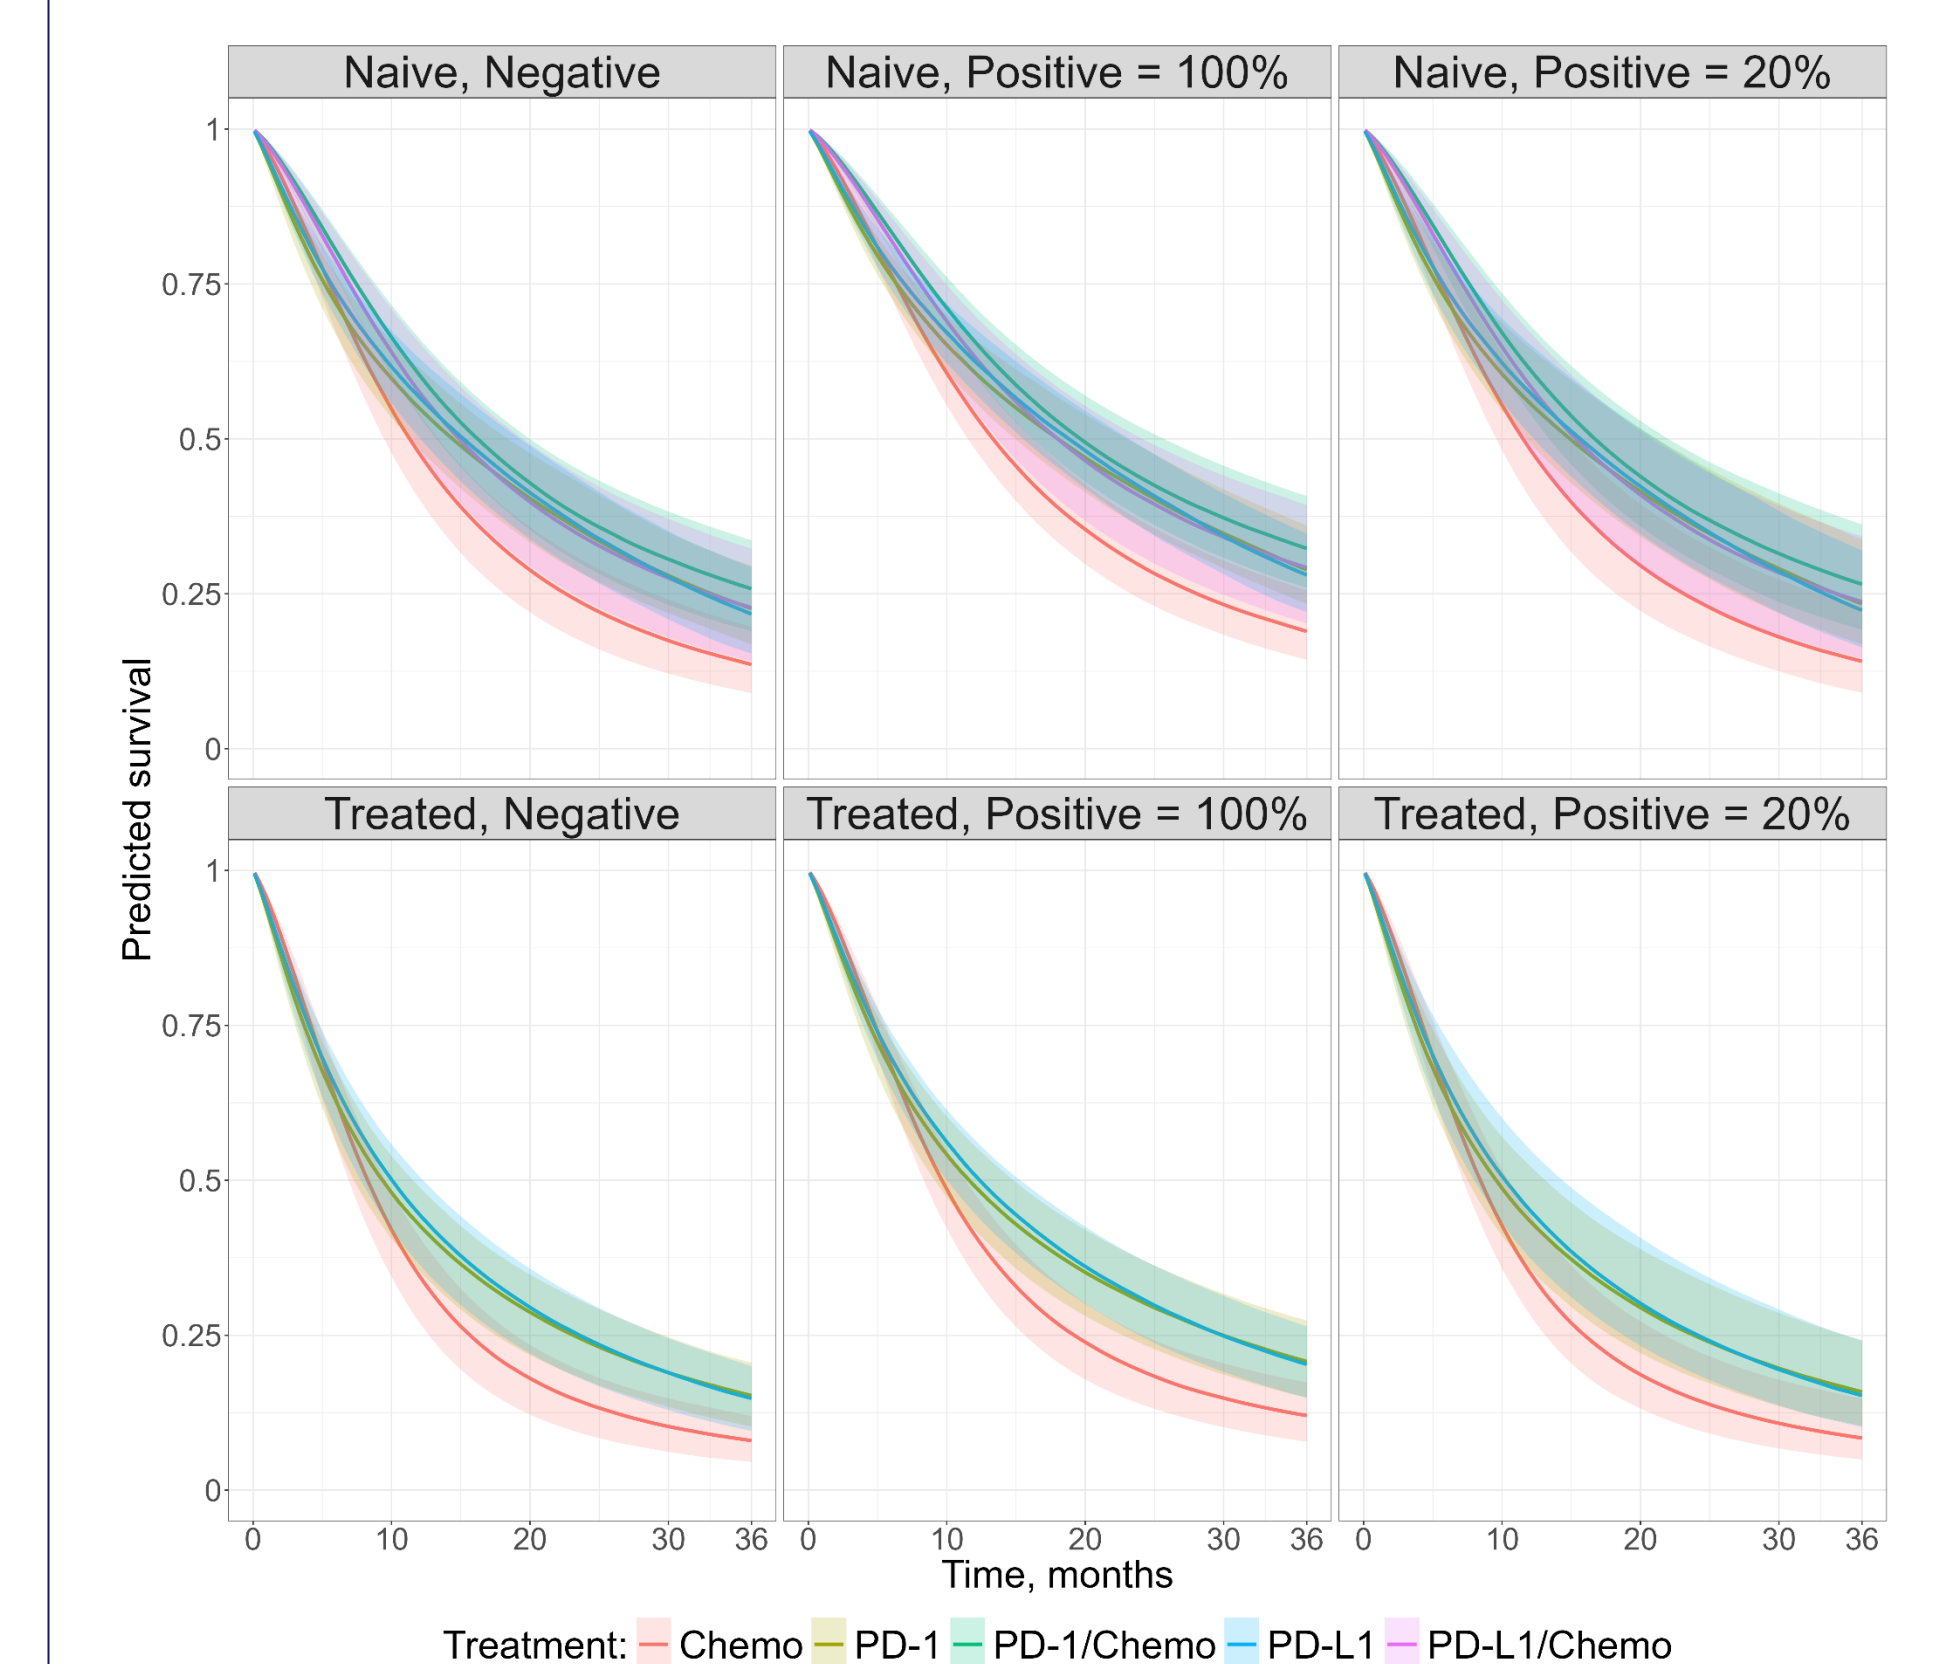 Naive, Negative
Naive, Positive = 100%
Naive, Positive = 20%
1
0.75
0.5
0.25
0
Predicted survival
Treated, Negative
Treated, Positive = 100%
Treated, Positive = 20%
1
0.75
0.5
0.25
0
0 10 20 30 36
0 10 20 30 36
0 10 20 30 36
Time, months
Treatment: Chemo PD-1 PD-1/Chemo PD-L1 PD-L1/Chemo